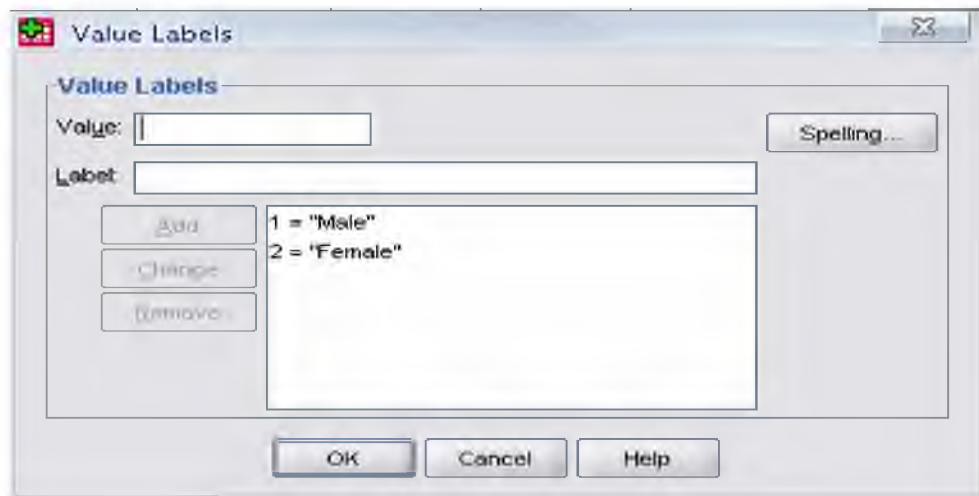 Value Labels
Value Labels
Value:
Spelling...
Label:
Add
1 = "Male"
2 = "Female"
Change
Remove
OK
Cancel
Help